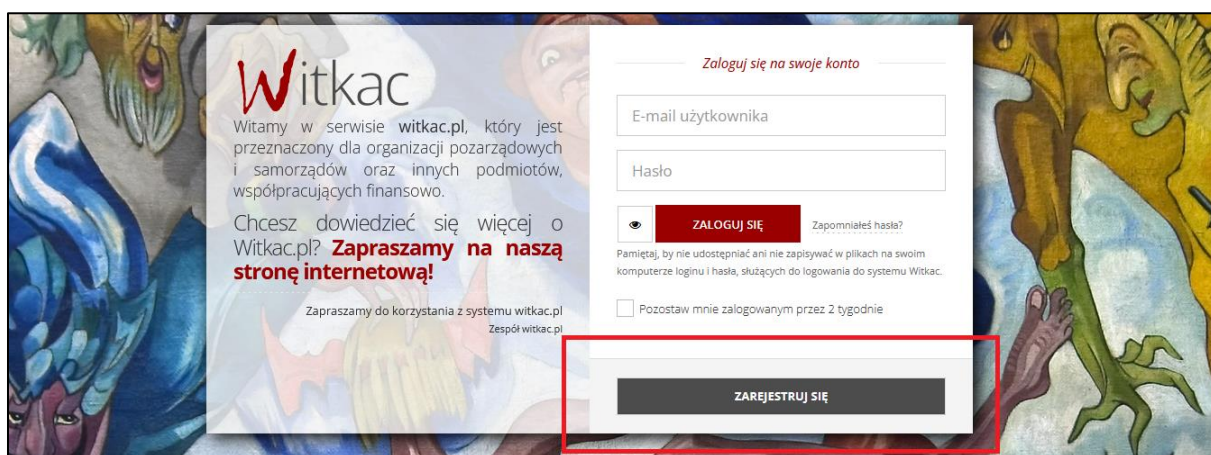 Witkac
Witamy w serwisie witkac.pl, który jest
przeznaczony dla organizacji pozarządowych
i samorządów oraz innych podmiotów,
współpracujących finansowo.
Chcesz dowiedzieć się więcej o
Witkac.pl? Zapraszamy na naszą
stronę internetową!
Zapraszamy do korzystania z systemu witkac.pl
Zespół witkac.pl
Zaloguj się na swoje konto
E-mail użytkownika
Hasło
ZALOGUJ SIĘ Zapomniałeś hasła?
Pamiętaj, by nie udostępniać ani nie zapisywać w plikach na swoim
komputerze loginu i hasła, służących do logowania do systemu Witkac.
Pozostaw mnie zalogowanym przez 2 tygodnie
ZAREJESTRUJ SIĘ